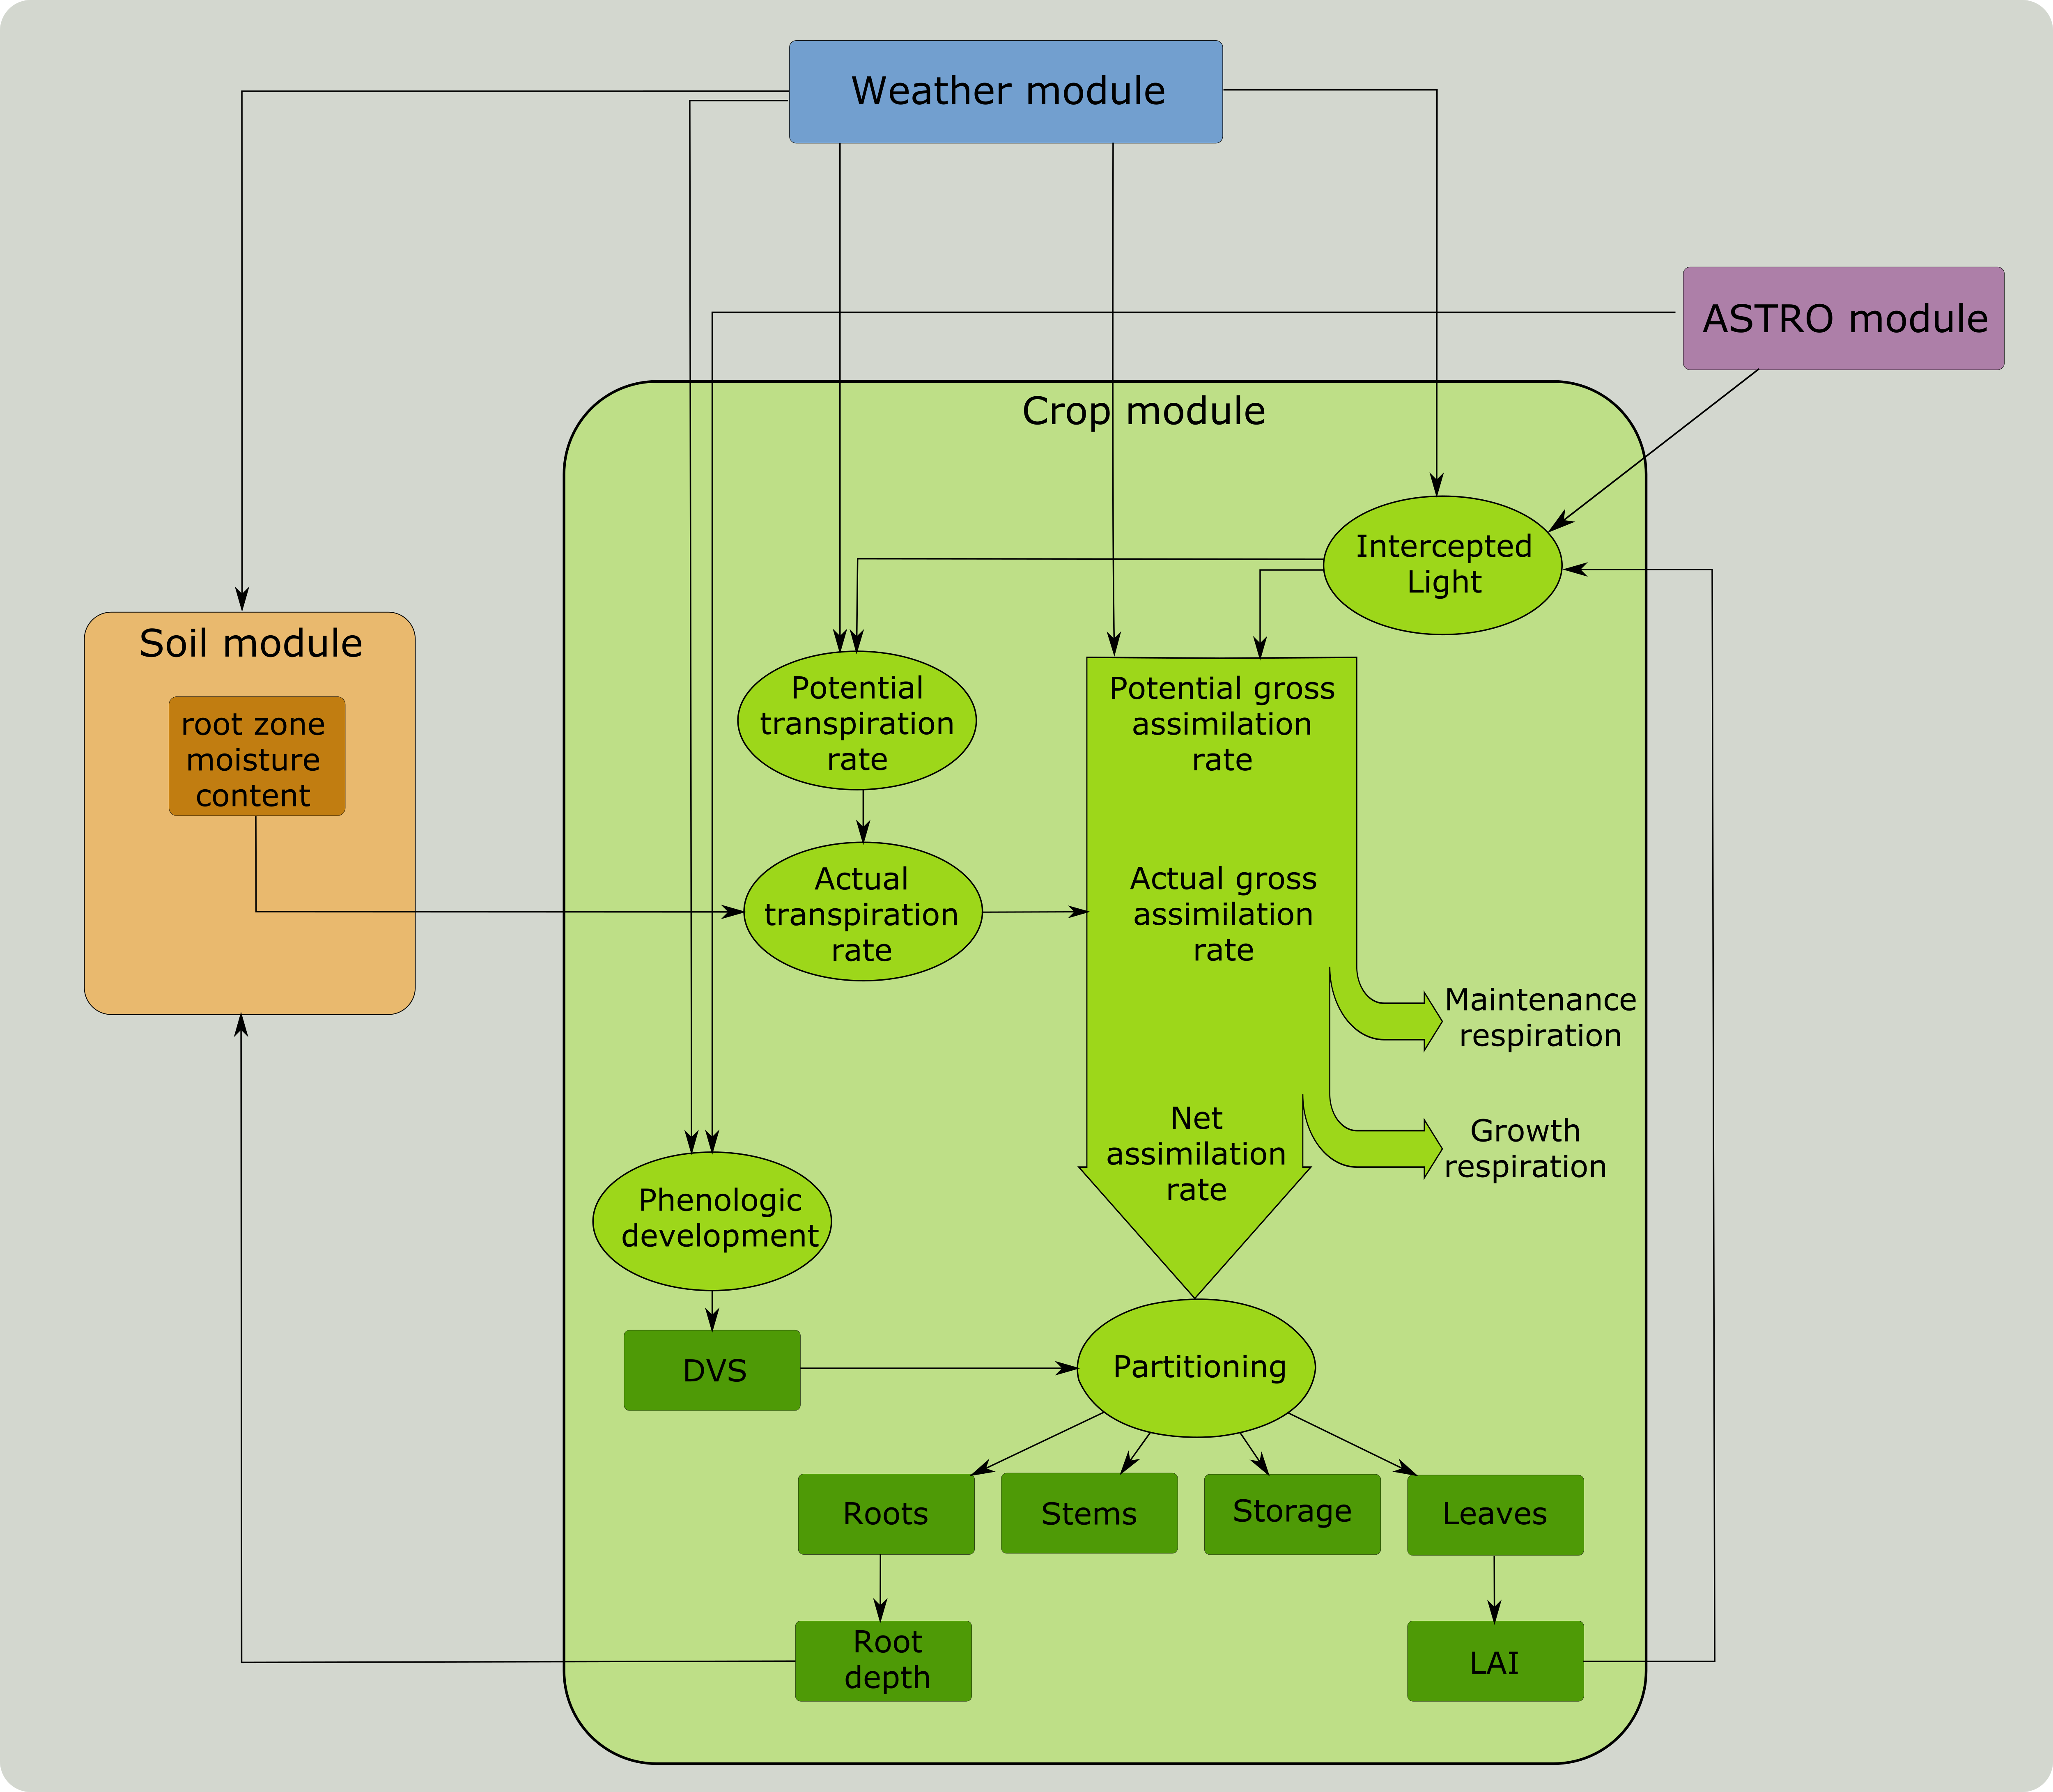 Weather module
ASTRO module
Crop module
Intercepted
Light
Soil module
root zone
moisture
content
Potential
transpiration
rate
Potential gross
assimilation
rate
Actual
transpiration
rate
Actual gross
assimilation
rate
Maintenance
respiration
Net
assimilation
rate
Growth
respiration
Phenologic
development
DVS
Partitioning
Roots
Stems
Storage
Leaves
Root
depth
LAI